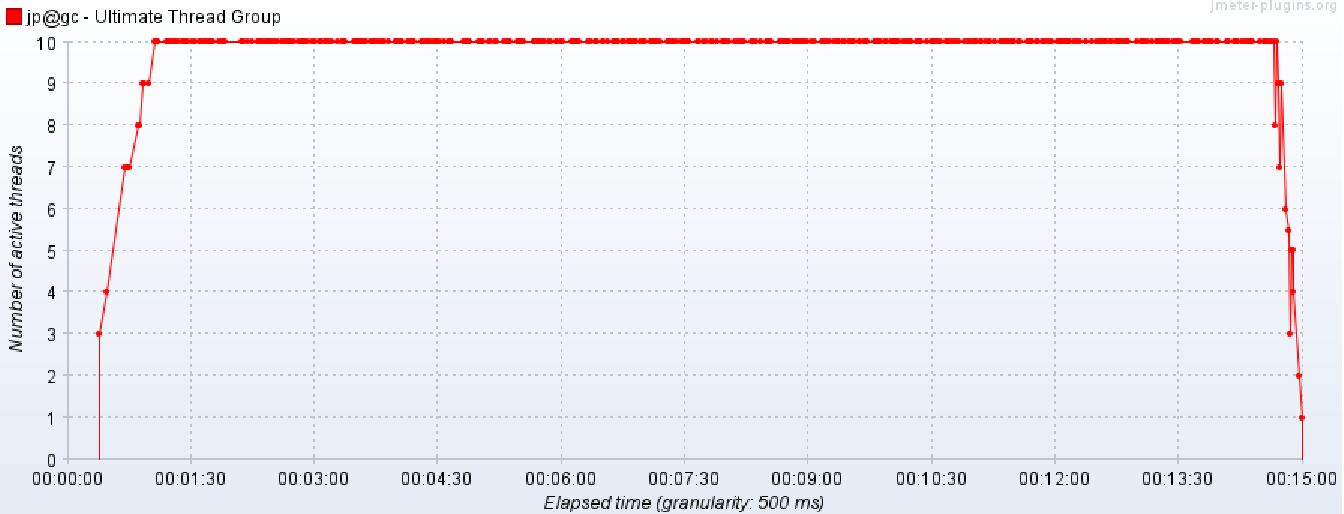 jmeter-plugins.org
jp@gc - Ultimate Thread Group
10
9
8
7
6
5
4
3
2
1
0
Number of active threads
00:00:00 00:01:30 00:03:00 00:04:30 00:06:00 00:07:30 00:09:00 00:10:30 00:12:00 00:13:30 00:15:00
Elapsed time (granularity: 500 ms)